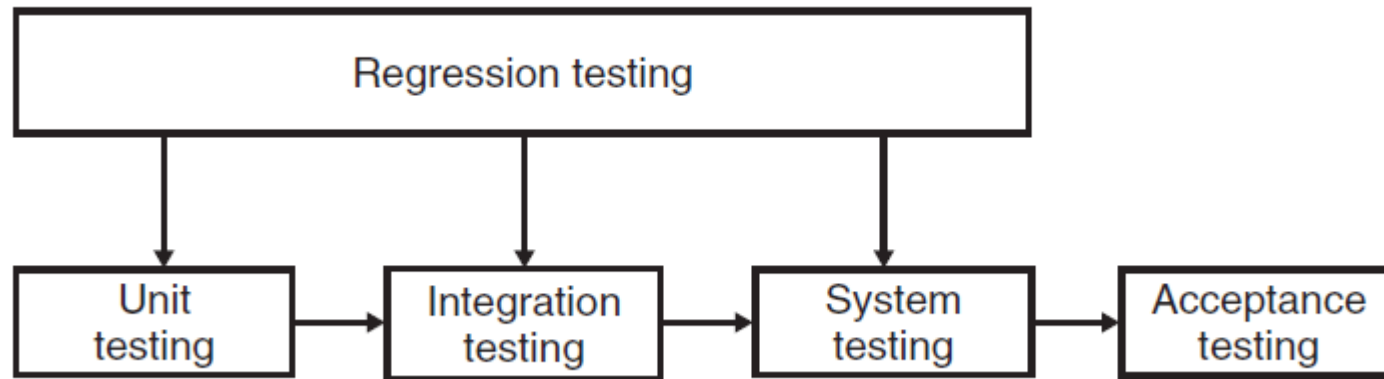 Regression testing
Unit
testing
Integration
testing
System
testing
Acceptance
testing